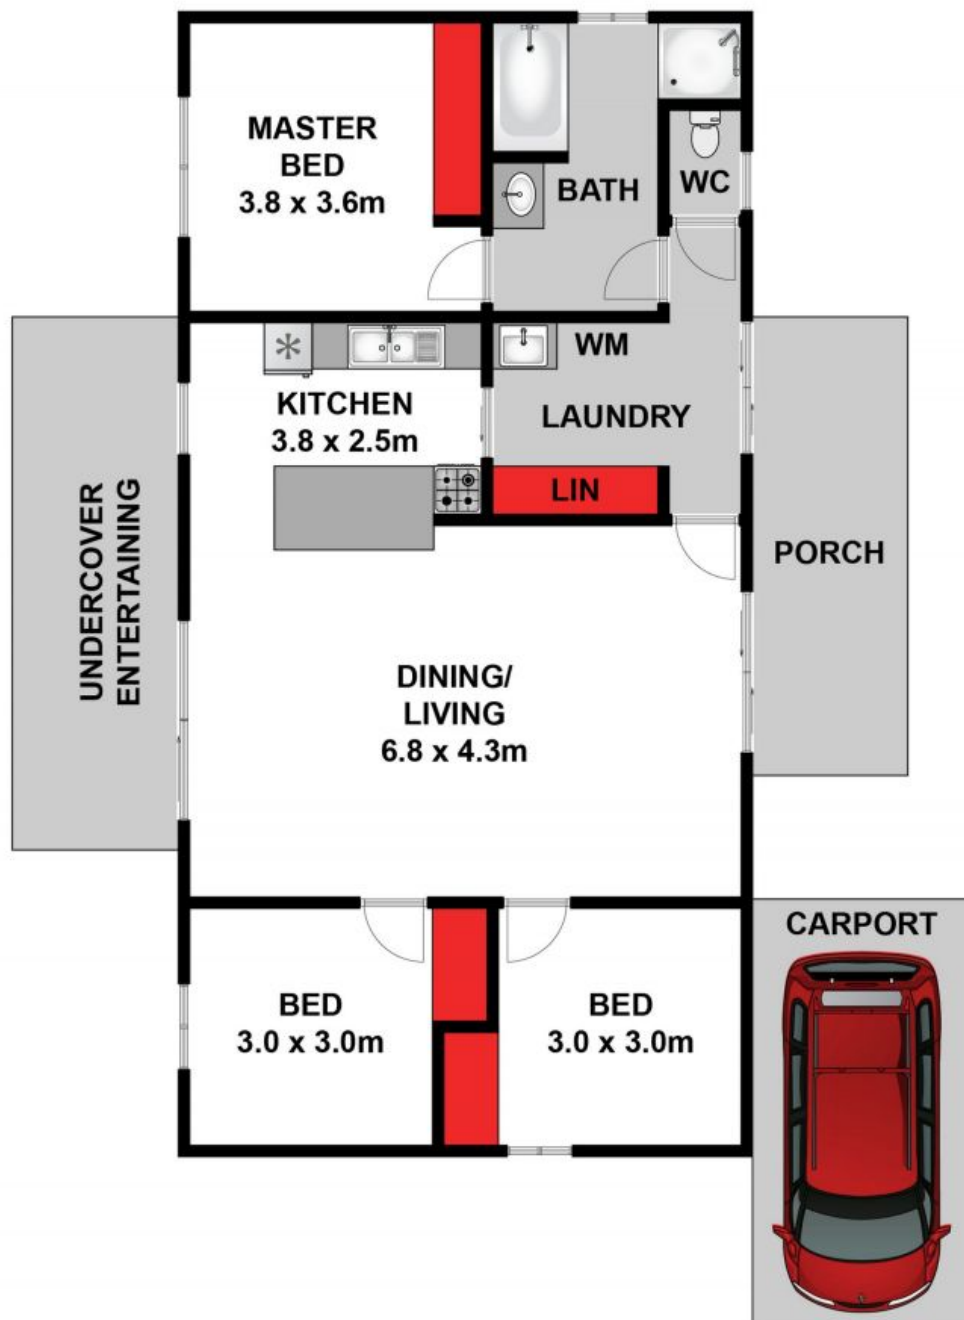 MASTER
BED
3.8 x 3.6m
BATH
WC
WM
KITCHEN
3.8 x 2.5m
LAUNDRY
LIN
UNDERCOVER
ENTERTAINING
PORCH
DINING/
LIVING
6.8 x 4.3m
CARPORT
BED
3.0 x 3.0m
BED
3.0 x 3.0m